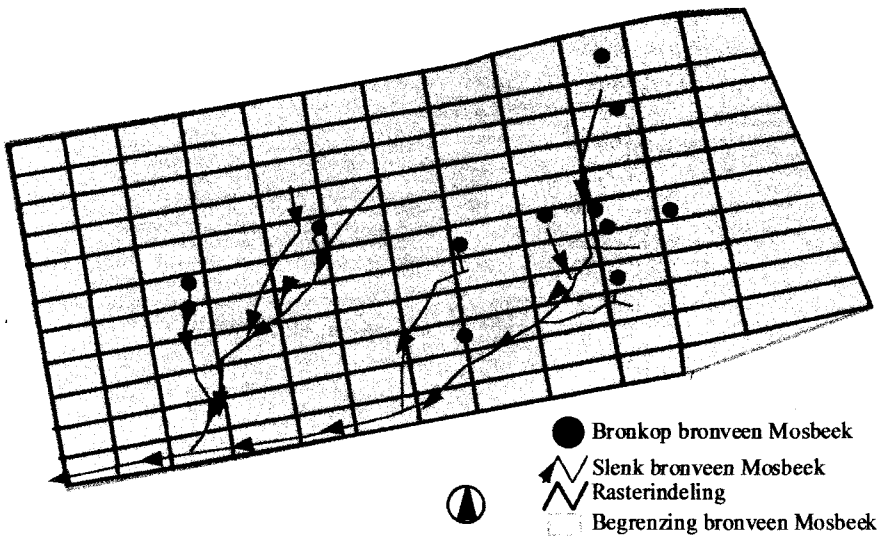 Bronkop bronveen Mosbeek
Slenk bronveen Mosbeek
Rasterindeling
Begrenzing bronveen Mosbeek